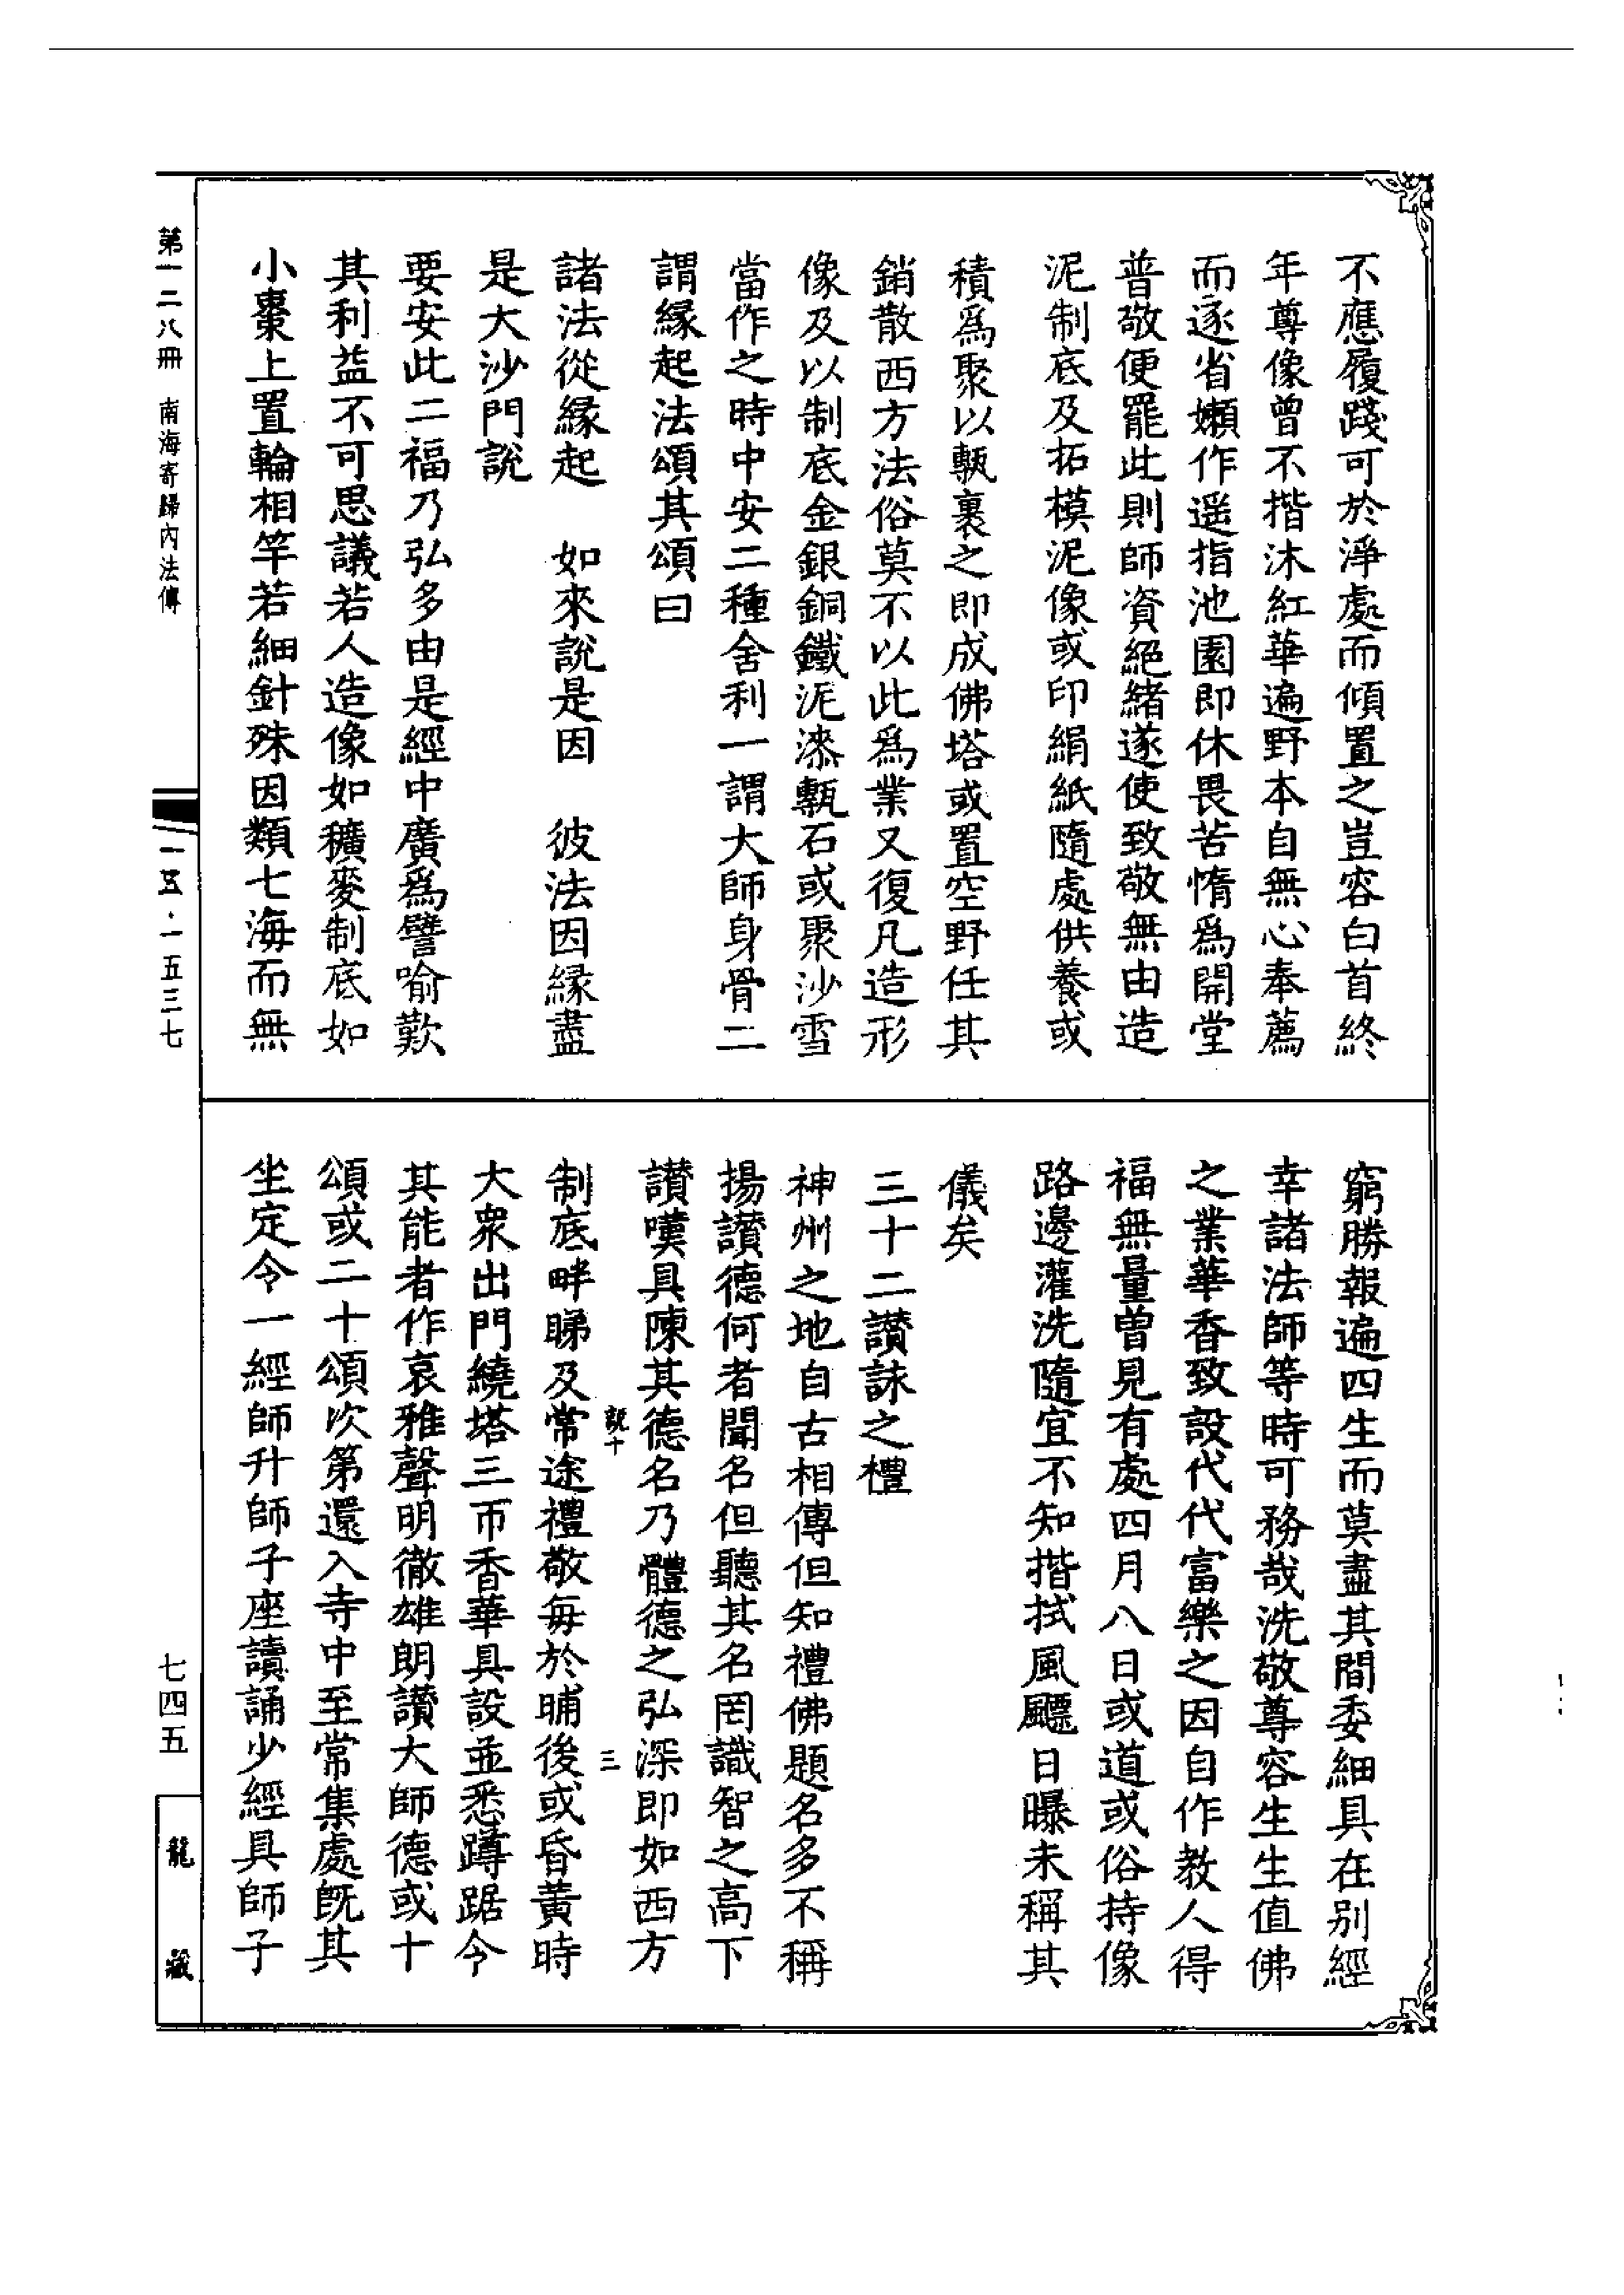 不應履踐可於淨處而傾置之豈容白首終
年尊像曾不揩沐紅華遍野本自無心奉薦
而逐省嬾作遥指池園即休畏苦惰爲開堂
普敬便罷此則師資絕緒遂使致敬無由造
泥制底及拓模泥像或印絹紙隨處供養或
積爲聚以甎裹之即成佛塔或置空野任其
銷散西方法俗莫不以此爲業又復凡造形
像及以制底金銀銅鐵泥漆甎石或聚沙雪
當作之時中安二種舍利一謂大師身骨二
謂緣起法頌其頌曰
諸法從緣起　如來說是因　彼法因緣盡
是大沙門說
要安此二福乃弘多由是經中廣爲譬喻歎
其利益不可思議若人造像如穬麥制底如
小棗上置輪相竿若細針殊因類七海而無
窮勝報遍四生而莫盡其間委細具在别經
幸諸法師等時可務哉洗敬尊容生生值佛
之業華香致設代代富樂之因自作教人得
福無量曾見有處四月八日或道或俗持像
路邊灌洗隨宜不知揩拭風飃日曝未稱其
儀矣
三十二讃詠之禮
神州之地自古相傳但知禮佛題名多不稱
揚讃德何者聞名但聽其名罔識智之高下
讃嘆具陳其德名乃體德之弘深即如西方
制底畔睇及常途禮敬每於晡後或昏黃時
大衆出門繞塔三帀香華具設並悉蹲踞令
其能者作哀雅聲明徹雄朗讃大師德或十
頌或二十頌次第還入寺中至常集處旣其
坐定令一經師升師子座讀誦少經具師子
三
第一二八冊　南海寄歸內法傳
一五·一五三七
七四五
龍藏